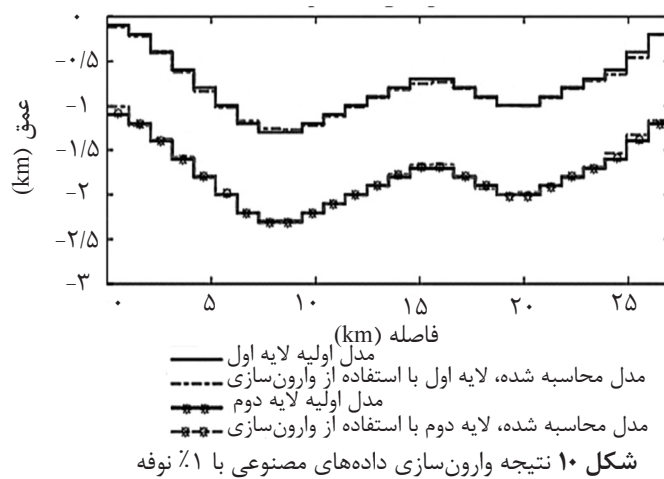 ۰
-۰/۵
-۱
-۱/۵
-۲
-۲/۵
-۳
عمق (km)
۰ ۵ ۱۰ ۱۵ ۲۰ ۲۵
فاصله (km)
مدل اولیه لایه اول
مدل محاسبه شده، لایه اول با استفاده از وارون‌سازی
مدل اولیه لایه دوم
مدل محاسبه شده، لایه دوم با استفاده از وارون‌سازی
شکل ۱۰ نتیجه وارون‌سازی داده‌های مصنوعی با ۱٪ نوفه